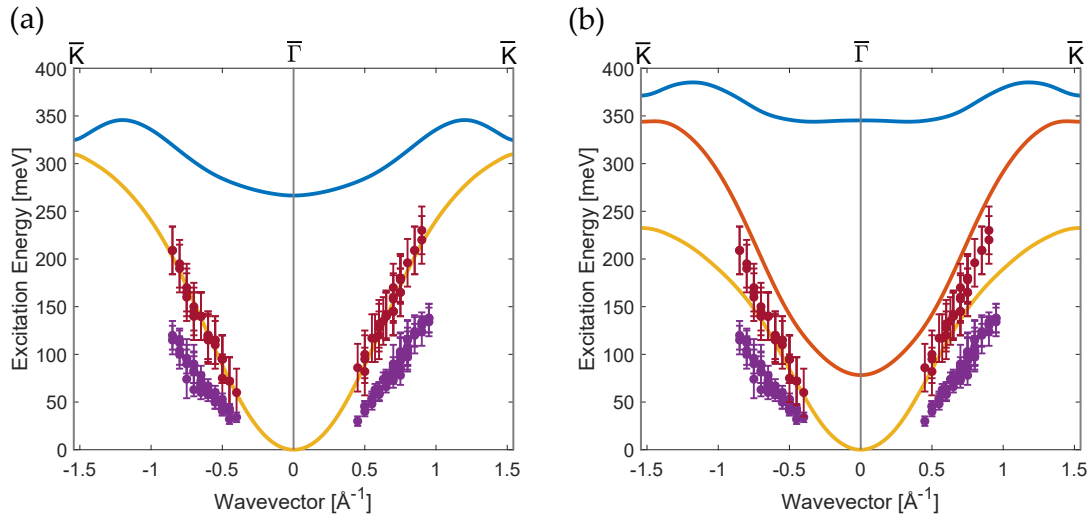 (a)
(b)
K̅ Γ̅ K̅
K̅ Γ̅ K̅
400
350
300
250
200
150
100
50
0
Excitation Energy [meV]
-1.5 -1 -0.5 0 0.5 1 1.5
Wavevector [Å⁻¹]
400
350
300
250
200
150
100
50
0
Excitation Energy [meV]
-1.5 -1 -0.5 0 0.5 1 1.5
Wavevector [Å⁻¹]